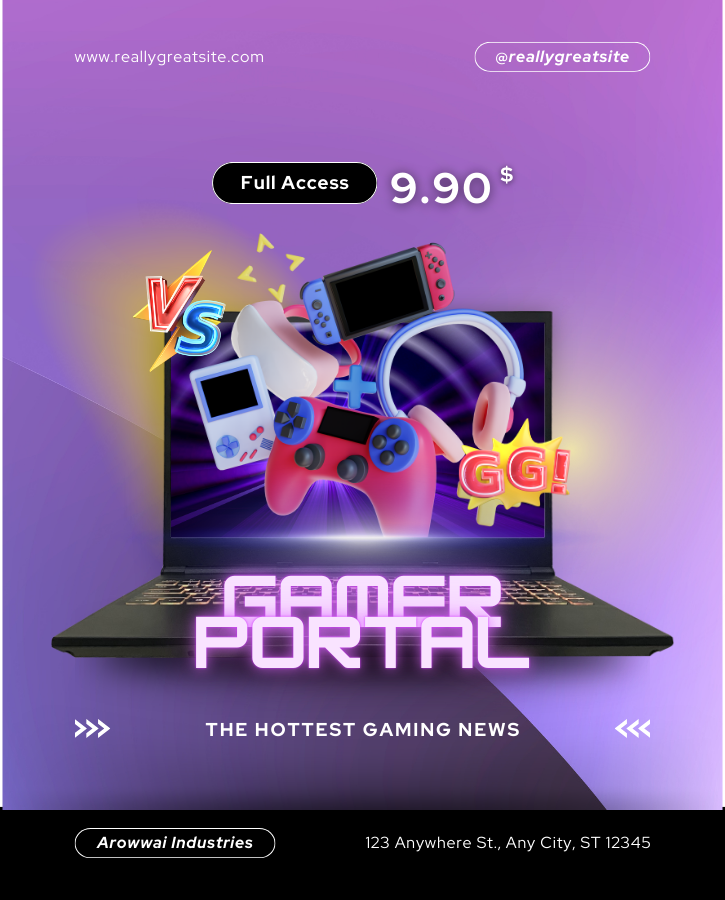 www.reallygreatsite.com
@reallygreatsite
Full Access
9.90 $
VS
GG!
GAMER
PORTAL
THE HOTTEST GAMING NEWS
Arowwai Industries
123 Anywhere St., Any City, ST 12345